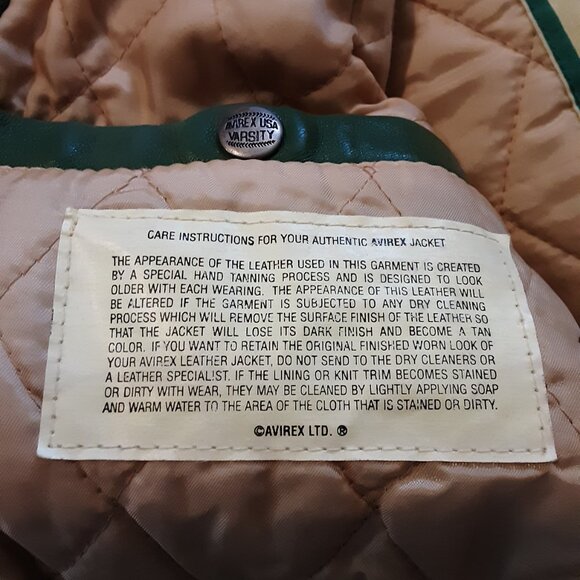 AVIREX USA
VARSITY
CARE INSTRUCTIONS FOR YOUR AUTHENTIC AVIREX JACKET
THE APPEARANCE OF THE LEATHER USED IN THIS GARMENT IS CREATED
BY A SPECIAL HAND TANNING PROCESS AND IS DESIGNED TO LOOK
OLDER WITH EACH WEARING. THE APPEARANCE OF THIS LEATHER WILL
BE ALTERED IF THE GARMENT IS SUBJECTED TO ANY DRY CLEANING
PROCESS WHICH WILL REMOVE THE SURFACE FINISH OF THE LEATHER SO
THAT THE JACKET WILL LOSE ITS DARK FINISH AND BECOME A TAN
COLOR. IF YOU WANT TO RETAIN THE ORIGINAL FINISHED WORN LOOK OF
YOUR AVIREX LEATHER JACKET, DO NOT SEND TO THE DRY CLEANERS OR
A LEATHER SPECIALIST. IF THE LINING OR KNIT TRIM BECOMES STAINED
OR DIRTY WITH WEAR, THEY MAY BE CLEANED BY LIGHTLY APPLYING SOAP
AND WARM WATER TO THE AREA OF THE CLOTH THAT IS STAINED OR DIRTY.
©AVIREX LTD. ®